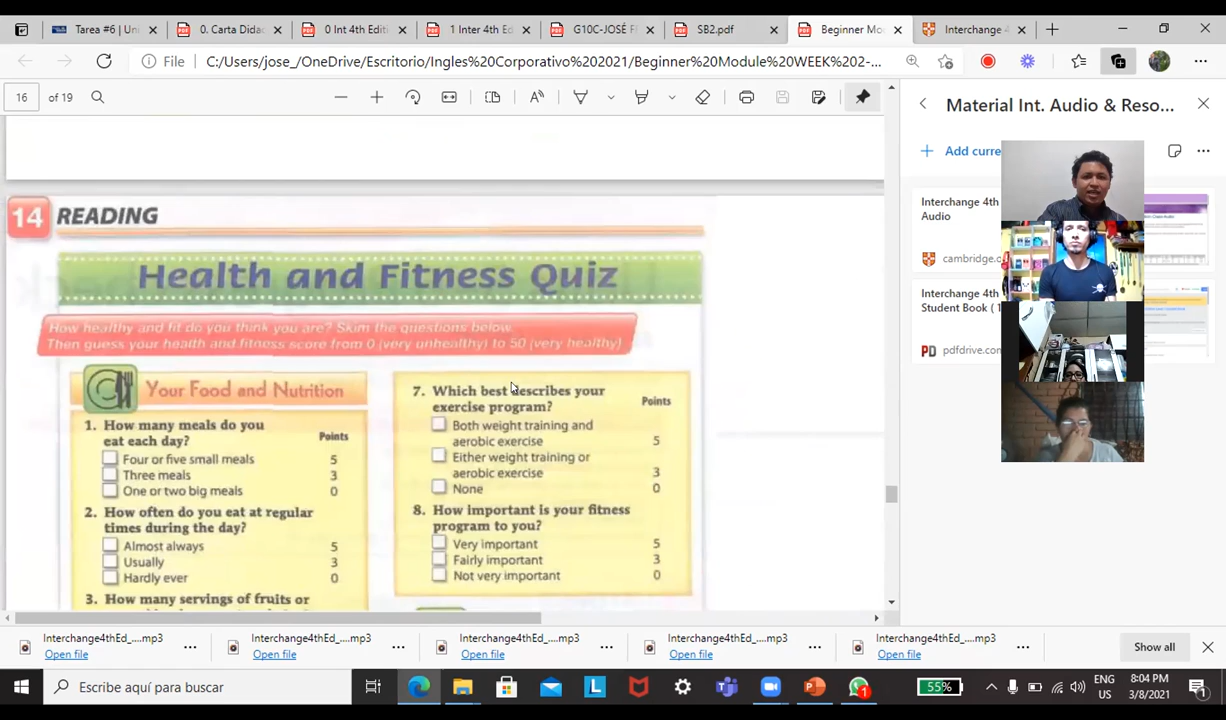 Tarea #6 | Un
0. Carta Didac
0 Int 4th Editi
1 Inter 4th Ed
G10C-JOSÉ F
SB2.pdf
Beginner Mo
Interchange 4
File
C:/Users/jose_/OneDrive/Escritorio/Ingles%20Corporativo%202021/Beginner%20Module%20WEEK%202-...
16 of 19
Material Int. Audio & Reso...
Add curre
Interchange 4th
Audio
cambridge.c
Interchange 4th
Student Book ( 1
pdfdrive.com
14 READING
Health and Fitness Quiz
How healthy and fit do you think you are? Skim the questions below.
Then guess your health and fitness score from 0 (very unhealthy) to 50 (very healthy)
Your Food and Nutrition
1. How many meals do you
eat each day? Points
Four or five small meals 5
Three meals 3
One or two big meals 0
2. How often do you eat at regular
times during the day?
Almost always 5
Usually 3
Hardly ever 0
3. How many servings of fruits or
7. Which best describes your
exercise program? Points
Both weight training and
aerobic exercise 5
Either weight training or
aerobic exercise 3
None 0
8. How important is your fitness
program to you?
Very important 5
Fairly important 3
Not very important 0
Interchange4thEd_....mp3
Open file
Interchange4thEd_....mp3
Open file
Interchange4thEd_....mp3
Open file
Interchange4thEd_....mp3
Open file
Interchange4thEd_....mp3
Open file
Show all
Escribe aquí para buscar
55%
ENG
US
8:04 PM
3/8/2021